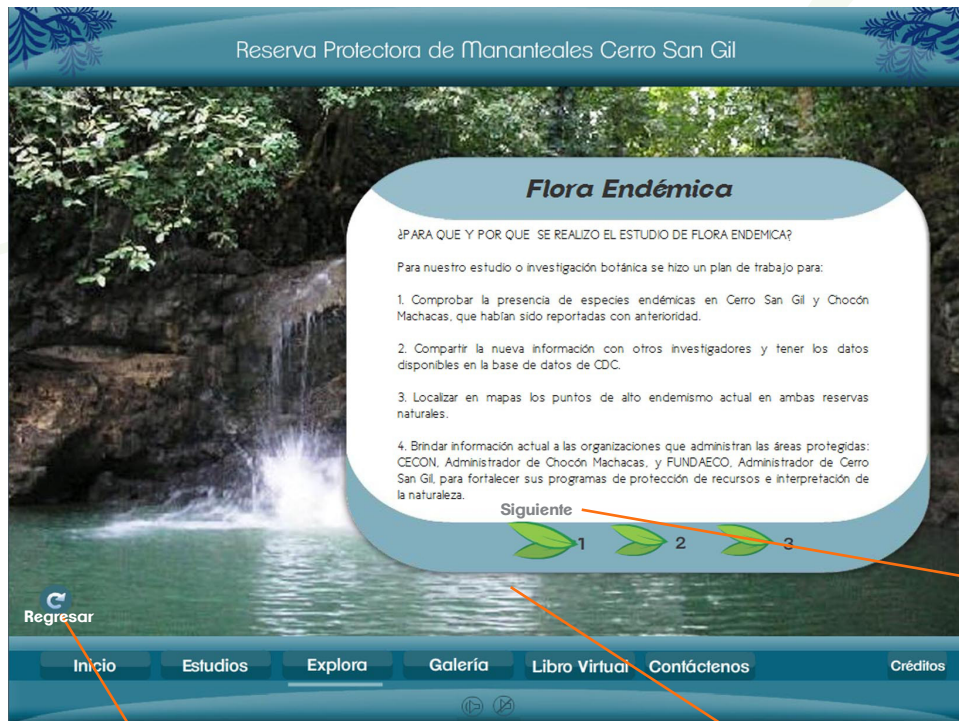 Reserva Protectora de Mananteales Cerro San Gil
Flora Endémica
¿PARA QUE Y POR QUE SE REALIZO EL ESTUDIO DE FLORA ENDEMICA?
Para nuestro estudio o investigación botánica se hizo un plan de trabajo para:
1. Comprobar la presencia de especies endémicas en Cerro San Gil y Chocón
Machacas, que habían sido reportadas con anterioridad.
2. Compartir la nueva información con otros investigadores y tener los datos
disponibles en la base de datos de CDC.
3. Localizar en mapas los puntos de alto endemismo actual en ambas reservas
naturales.
4. Brindar información actual a las organizaciones que administran las áreas protegidas:
CECON, Administrador de Chocón Machacas, y FUNDAECO, Administrador de Cerro
San Gil, para fortalecer sus programas de protección de recursos e interpretación de
la naturaleza.
Siguiente
1 2 3
Regresar
Inicio Estudios Explora Galería Libro Virtual Contáctenos Créditos